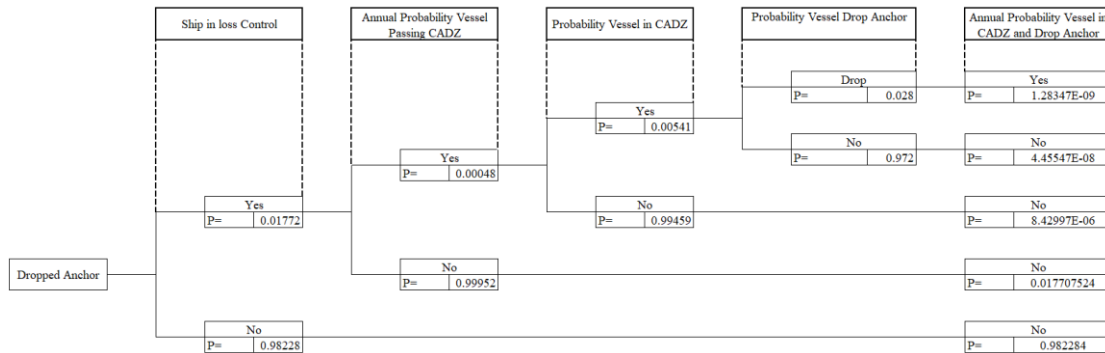 Ship in loss Control
Annual Probability Vessel
Passing CADZ
Probability Vessel in CADZ
Probability Vessel Drop Anchor
Annual Probability Vessel in
CADZ and Drop Anchor
Drop
P= 0.028
Yes
P= 1.28347E-09
Yes
P= 0.00541
No
P= 0.972
No
P= 4.45547E-08
Yes
P= 0.00048
Yes
P= 0.01772
No
P= 0.99459
No
P= 8.42997E-06
Dropped Anchor
No
P= 0.99952
No
P= 0.017707524
No
P= 0.98228
No
P= 0.982284